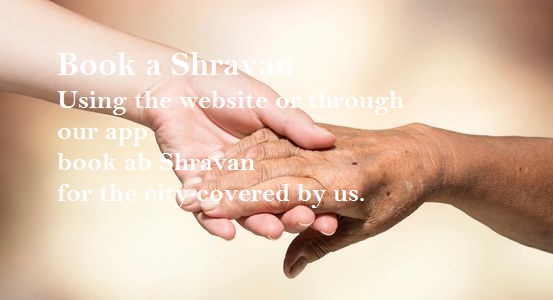 Book a Shravan
Using the website or through
our app
book ab Shravan
for the city covered by us.